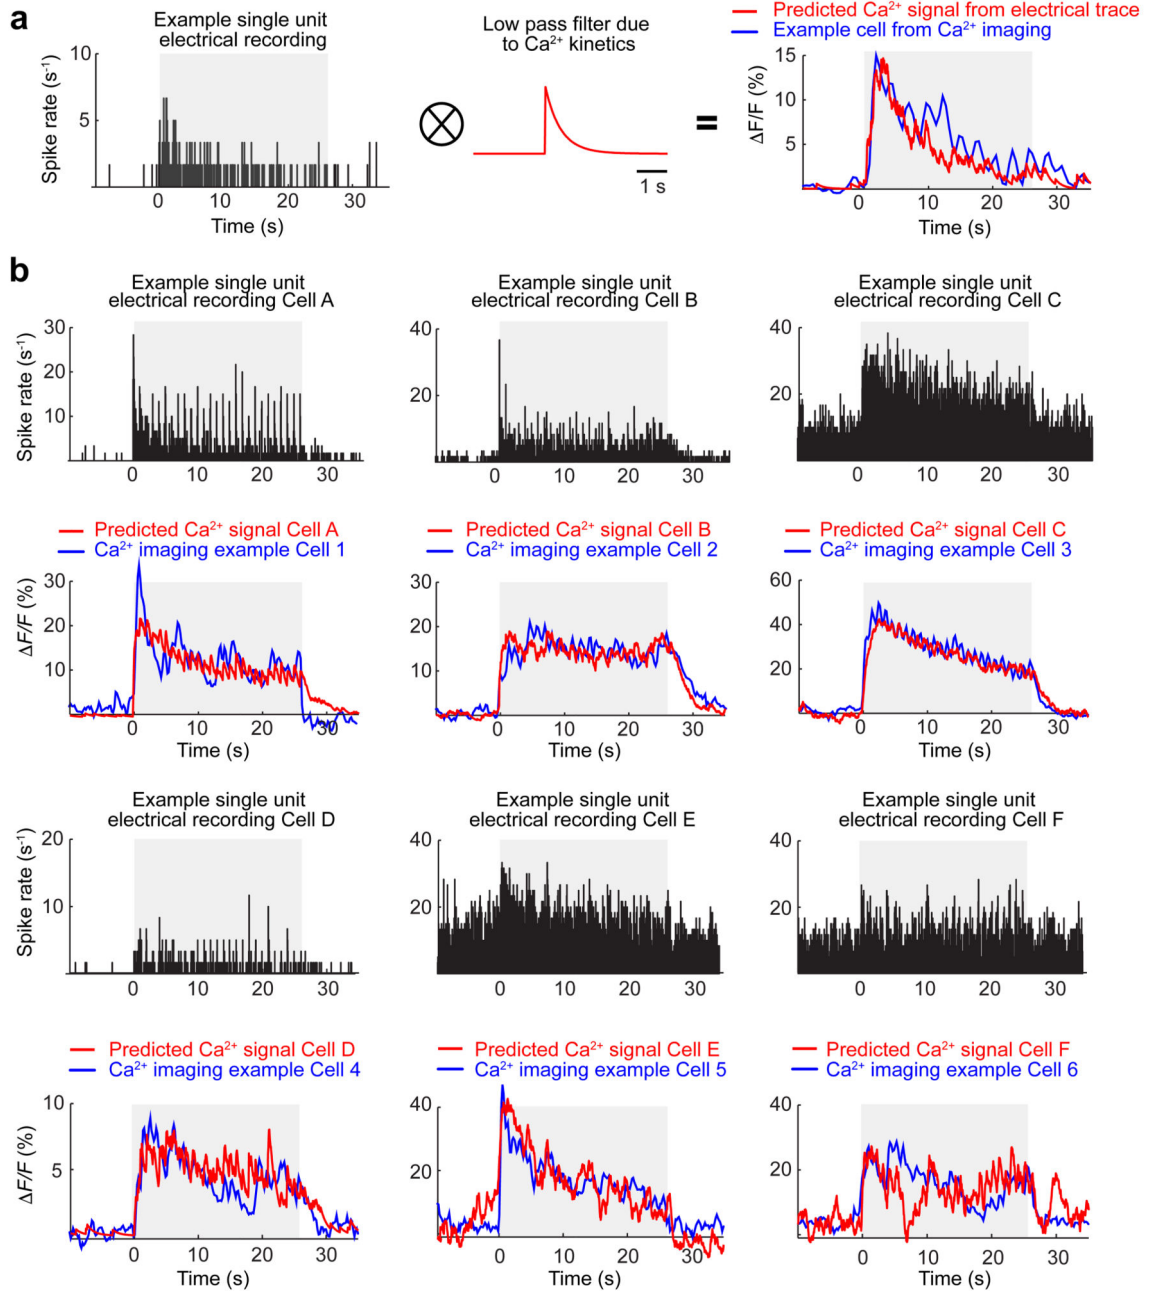 a
Example single unit
electrical recording
Spike rate (s⁻¹)
10
5
0
10
20
30
Time (s)
Low pass filter due
to Ca²⁺ kinetics
1 s
=
Predicted Ca²⁺ signal from electrical trace
Example cell from Ca²⁺ imaging
ΔF/F (%)
15
10
5
0
10
20
30
Time (s)
b
Example single unit
electrical recording Cell A
Spike rate (s⁻¹)
30
20
10
0
10
20
30
Example single unit
electrical recording Cell B
40
20
0
10
20
30
Example single unit
electrical recording Cell C
40
20
0
10
20
30
Predicted Ca²⁺ signal Cell A
Ca²⁺ imaging example Cell 1
ΔF/F (%)
30
20
10
0
10
20
30
Time (s)
Predicted Ca²⁺ signal Cell B
Ca²⁺ imaging example Cell 2
30
20
10
0
10
20
30
Time (s)
Predicted Ca²⁺ signal Cell C
Ca²⁺ imaging example Cell 3
60
40
20
0
10
20
30
Time (s)
Example single unit
electrical recording Cell D
Spike rate (s⁻¹)
20
10
0
10
20
30
Example single unit
electrical recording Cell E
40
20
0
10
20
30
Example single unit
electrical recording Cell F
40
20
0
10
20
30
Predicted Ca²⁺ signal Cell D
Ca²⁺ imaging example Cell 4
ΔF/F (%)
10
5
0
10
20
30
Time (s)
Predicted Ca²⁺ signal Cell E
Ca²⁺ imaging example Cell 5
40
20
0
10
20
30
Time (s)
Predicted Ca²⁺ signal Cell F
Ca²⁺ imaging example Cell 6
40
20
0
10
20
30
Time (s)